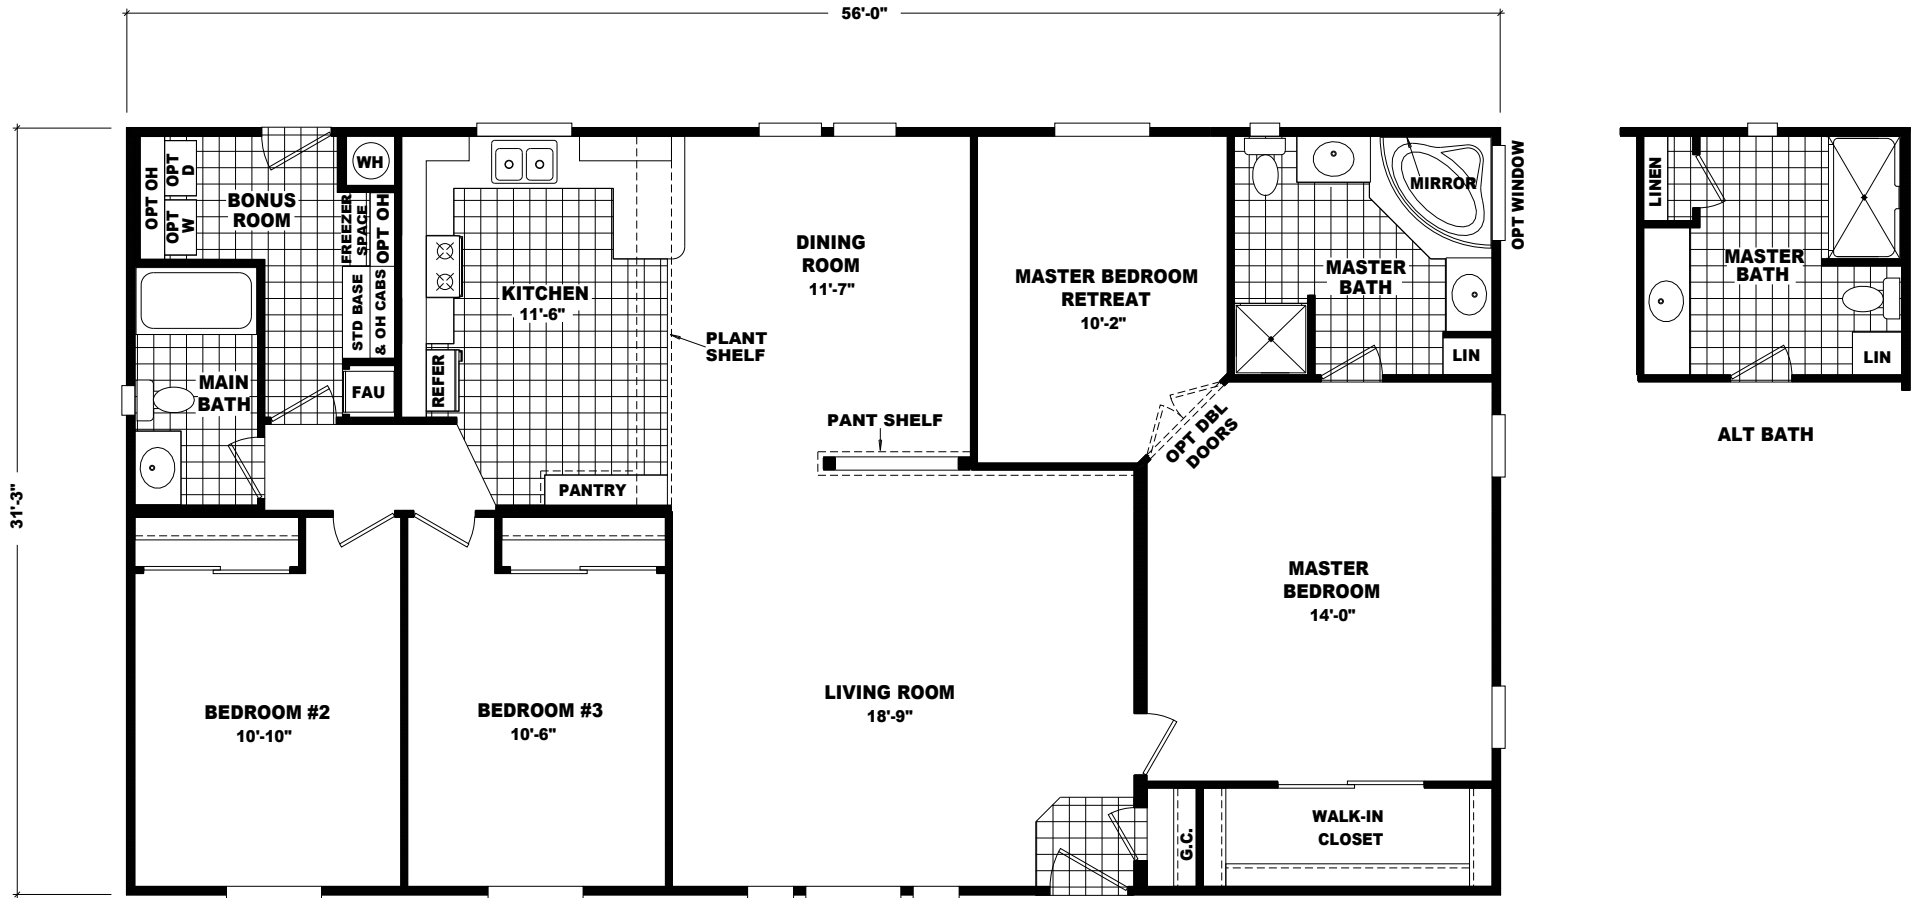 56'-0"
31'-3"
OPT OH
OPT
D
OPT
W
BONUS
ROOM
WH
FREEZER
SPACE
OPT OH
STD BASE
& OH CABS
FAU
MAIN
BATH
KITCHEN
11'-6"
REFER
PANTRY
DINING
ROOM
11'-7"
PLANT
SHELF
PANT SHELF
MASTER BEDROOM
RETREAT
10'-2"
OPT DBL
DOORS
MIRROR
OPT WINDOW
MASTER
BATH
LIN
MASTER
BEDROOM
14'-0"
LIVING ROOM
18'-9"
BEDROOM #2
10'-10"
BEDROOM #3
10'-6"
G.C.
WALK-IN
CLOSET
LINEN
MASTER
BATH
LIN
ALT BATH